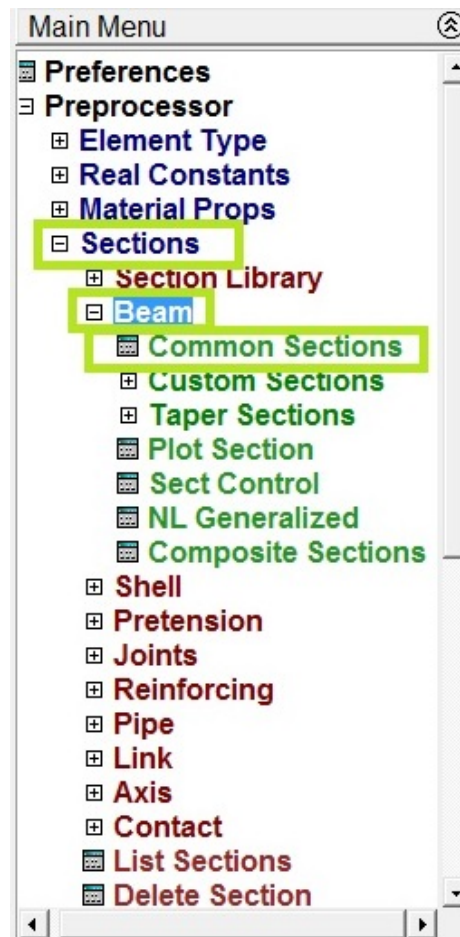 Main Menu
Preferences
Preprocessor
Element Type
Real Constants
Material Props
Sections
Section Library
Beam
Common Sections
Custom Sections
Taper Sections
Plot Section
Sect Control
NL Generalized
Composite Sections
Shell
Pretension
Joints
Reinforcing
Pipe
Link
Axis
Contact
List Sections
Delete Section